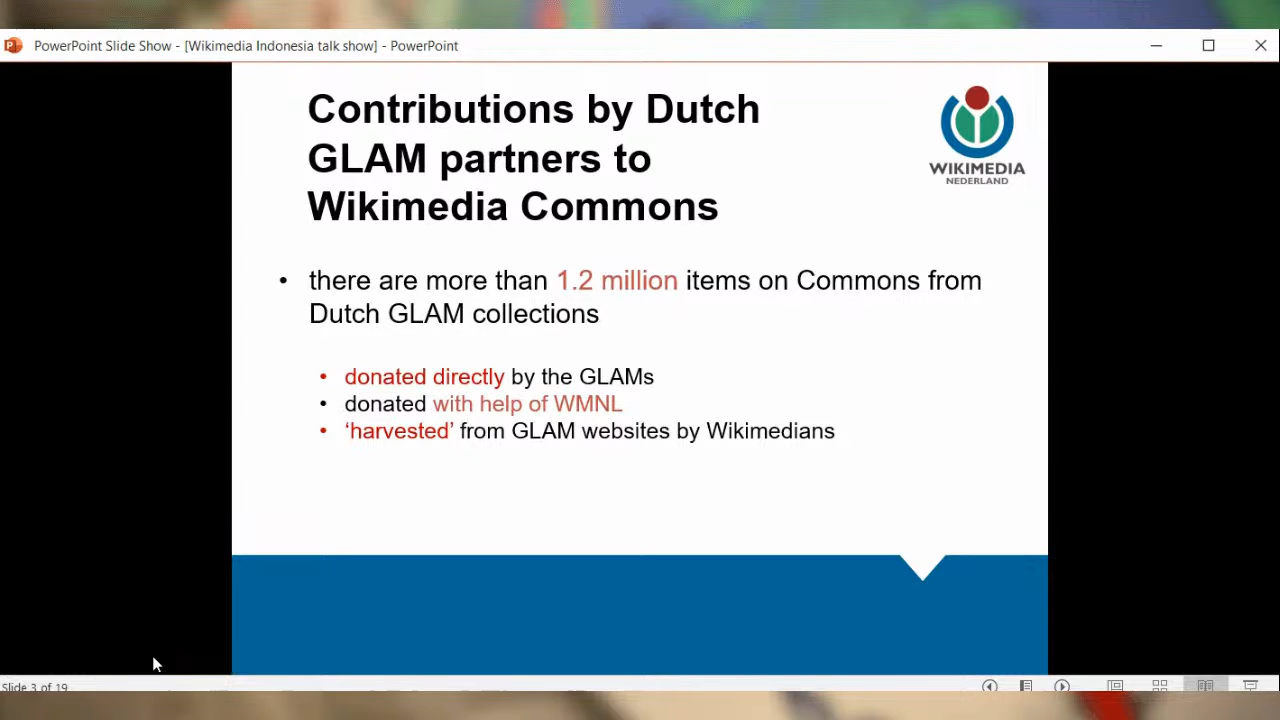 PowerPoint Slide Show - [Wikimedia Indonesia talk show] - PowerPoint
Contributions by Dutch
GLAM partners to
Wikimedia Commons
WIKIMEDIA
NEDERLAND
• there are more than 1.2 million items on Commons from
Dutch GLAM collections
• donated directly by the GLAMs
• donated with help of WMNL
• ‘harvested’ from GLAM websites by Wikimedians
Slide 3 of 19